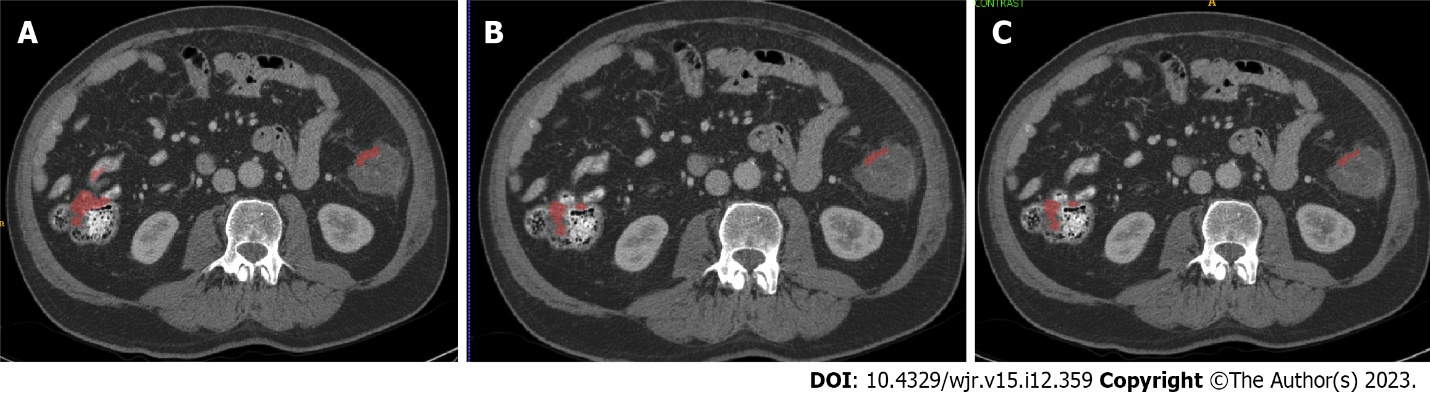 CONTRAST
A
A
B
C
R
DOI: 10.4329/wjr.v15.i12.359 Copyright ©The Author(s) 2023.